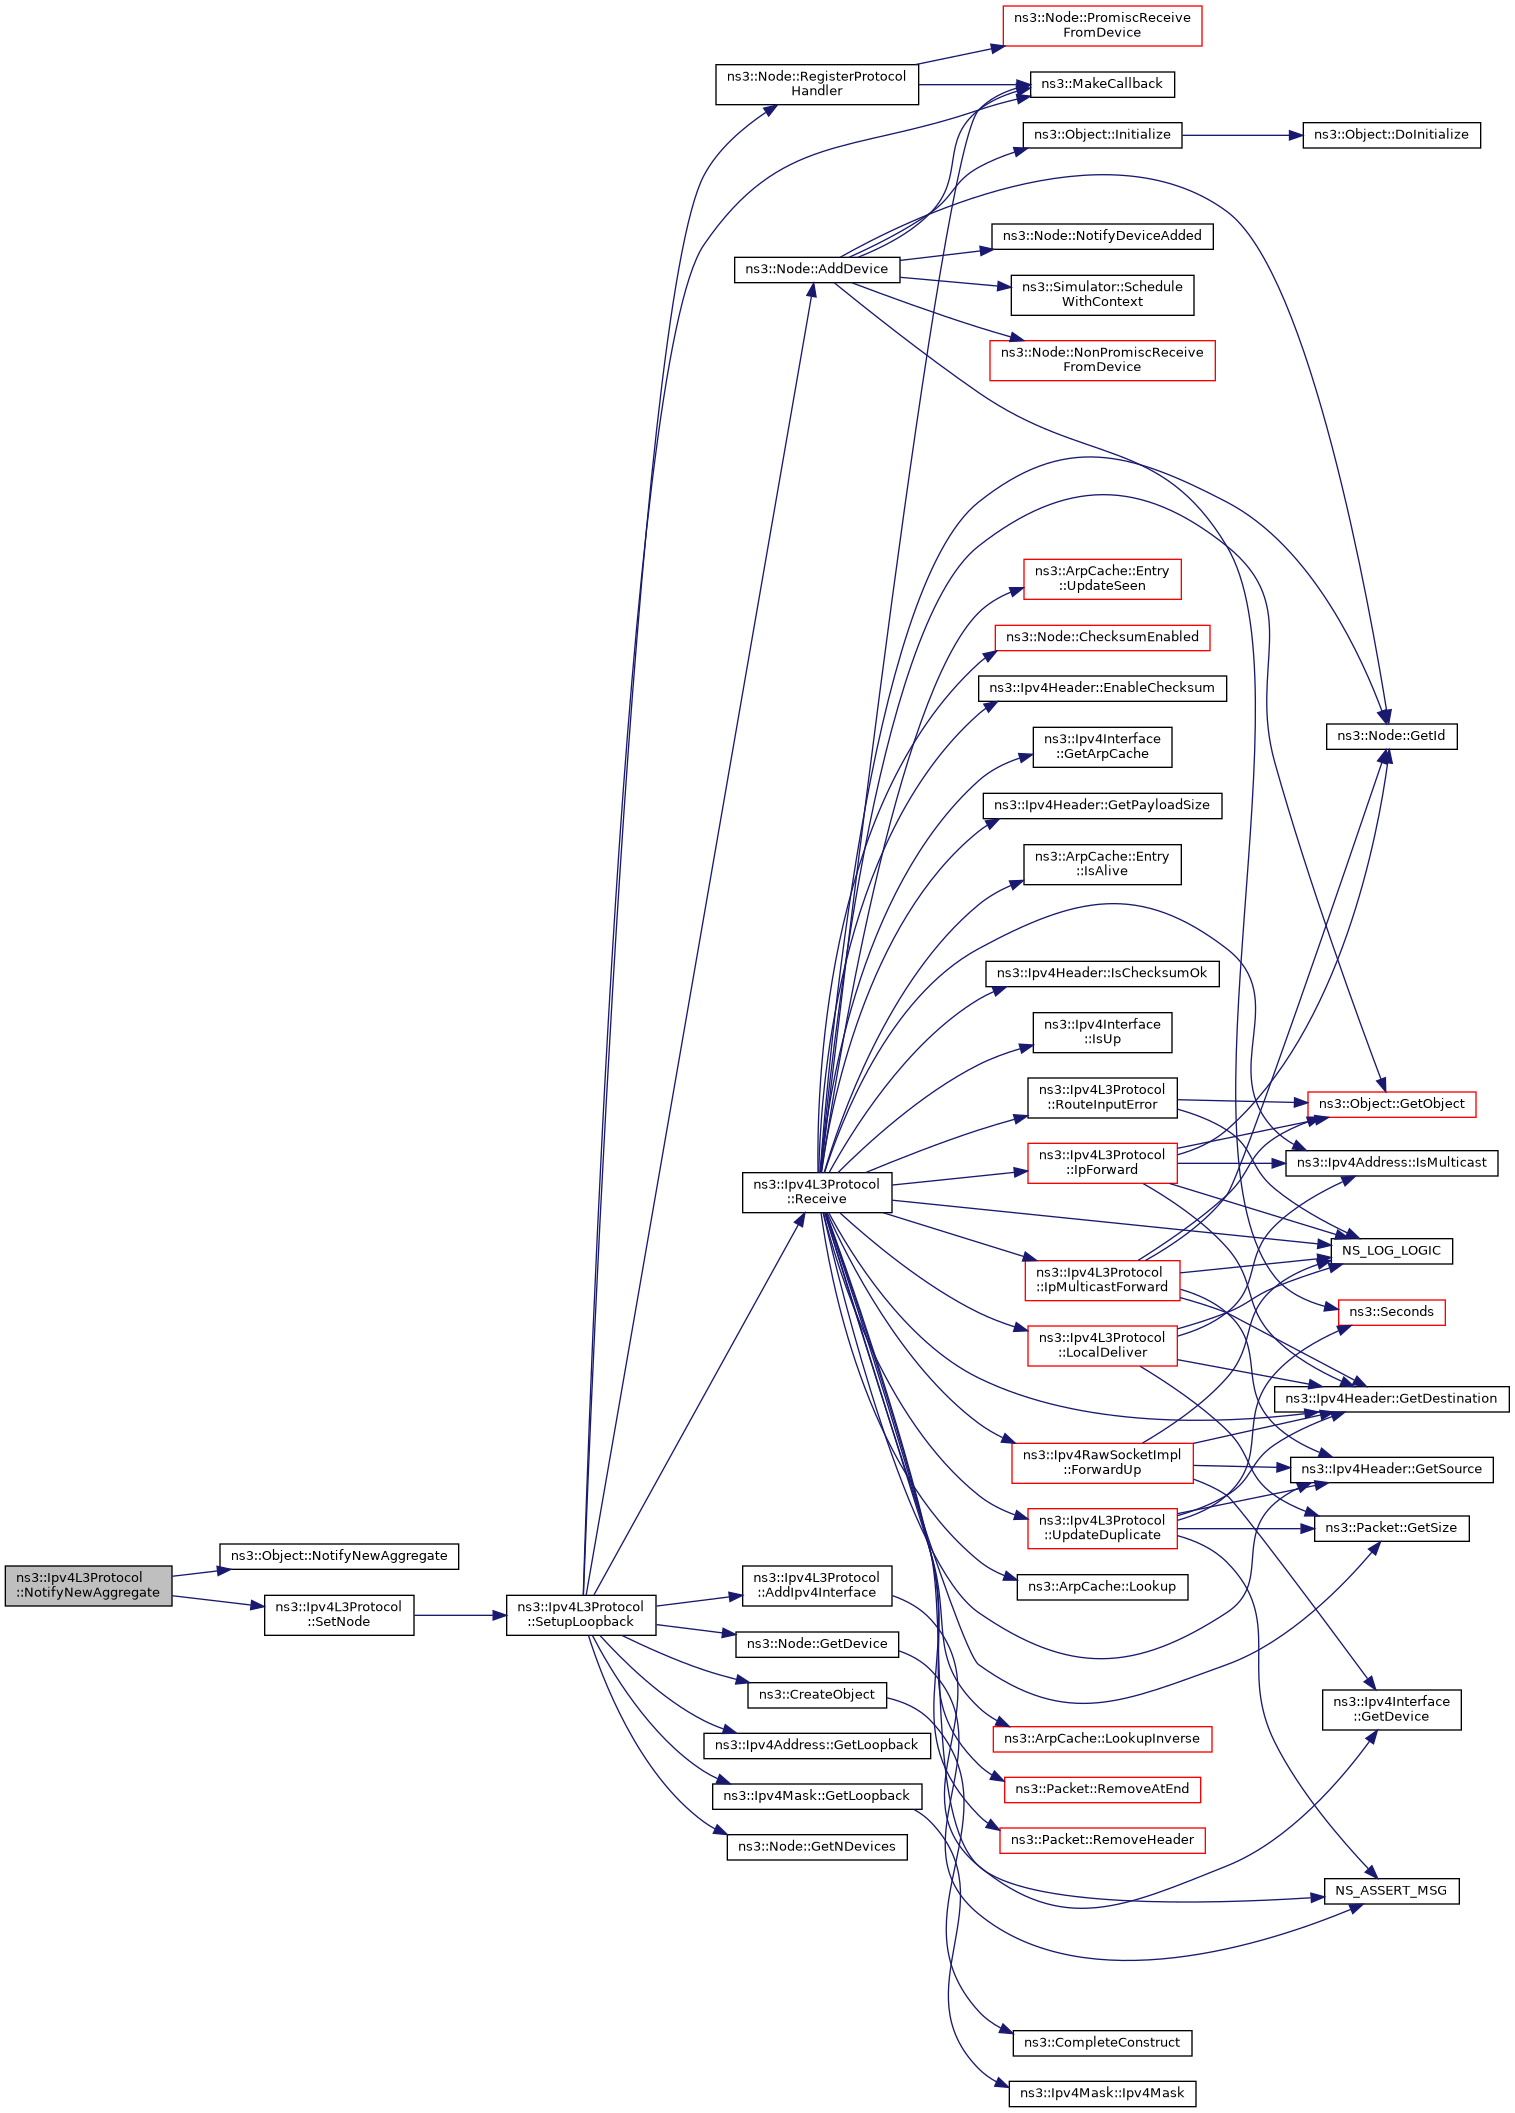 ns3::Node::PromiscReceive
FromDevice
ns3::Node::RegisterProtocol
Handler
ns3::MakeCallback
ns3::Object::Initialize
ns3::Object::DoInitialize
ns3::Node::NotifyDeviceAdded
ns3::Node::AddDevice
ns3::Simulator::Schedule
WithContext
ns3::Node::NonPromiscReceive
FromDevice
ns3::ArpCache::Entry
::UpdateSeen
ns3::Node::ChecksumEnabled
ns3::Ipv4Header::EnableChecksum
ns3::Ipv4Interface
::GetArpCache
ns3::Node::GetId
ns3::Ipv4Header::GetPayloadSize
ns3::ArpCache::Entry
::IsAlive
ns3::Ipv4Header::IsChecksumOk
ns3::Ipv4Interface
::IsUp
ns3::Ipv4L3Protocol
::RouteInputError
ns3::Object::GetObject
ns3::Ipv4L3Protocol
::IpForward
ns3::Ipv4Address::IsMulticast
ns3::Ipv4L3Protocol
::Receive
NS_LOG_LOGIC
ns3::Ipv4L3Protocol
::IpMulticastForward
ns3::Seconds
ns3::Ipv4L3Protocol
::LocalDeliver
ns3::Ipv4Header::GetDestination
ns3::Ipv4RawSocketImpl
::ForwardUp
ns3::Ipv4Header::GetSource
ns3::Ipv4L3Protocol
::UpdateDuplicate
ns3::Packet::GetSize
ns3::Object::NotifyNewAggregate
ns3::Ipv4L3Protocol
::NotifyNewAggregate
ns3::Ipv4L3Protocol
::SetNode
ns3::Ipv4L3Protocol
::SetupLoopback
ns3::Ipv4L3Protocol
::AddIpv4Interface
ns3::ArpCache::Lookup
ns3::Node::GetDevice
ns3::CreateObject
ns3::Ipv4Interface
::GetDevice
ns3::Ipv4Address::GetLoopback
ns3::ArpCache::LookupInverse
ns3::Ipv4Mask::GetLoopback
ns3::Packet::RemoveAtEnd
ns3::Node::GetNDevices
ns3::Packet::RemoveHeader
NS_ASSERT_MSG
ns3::CompleteConstruct
ns3::Ipv4Mask::Ipv4Mask